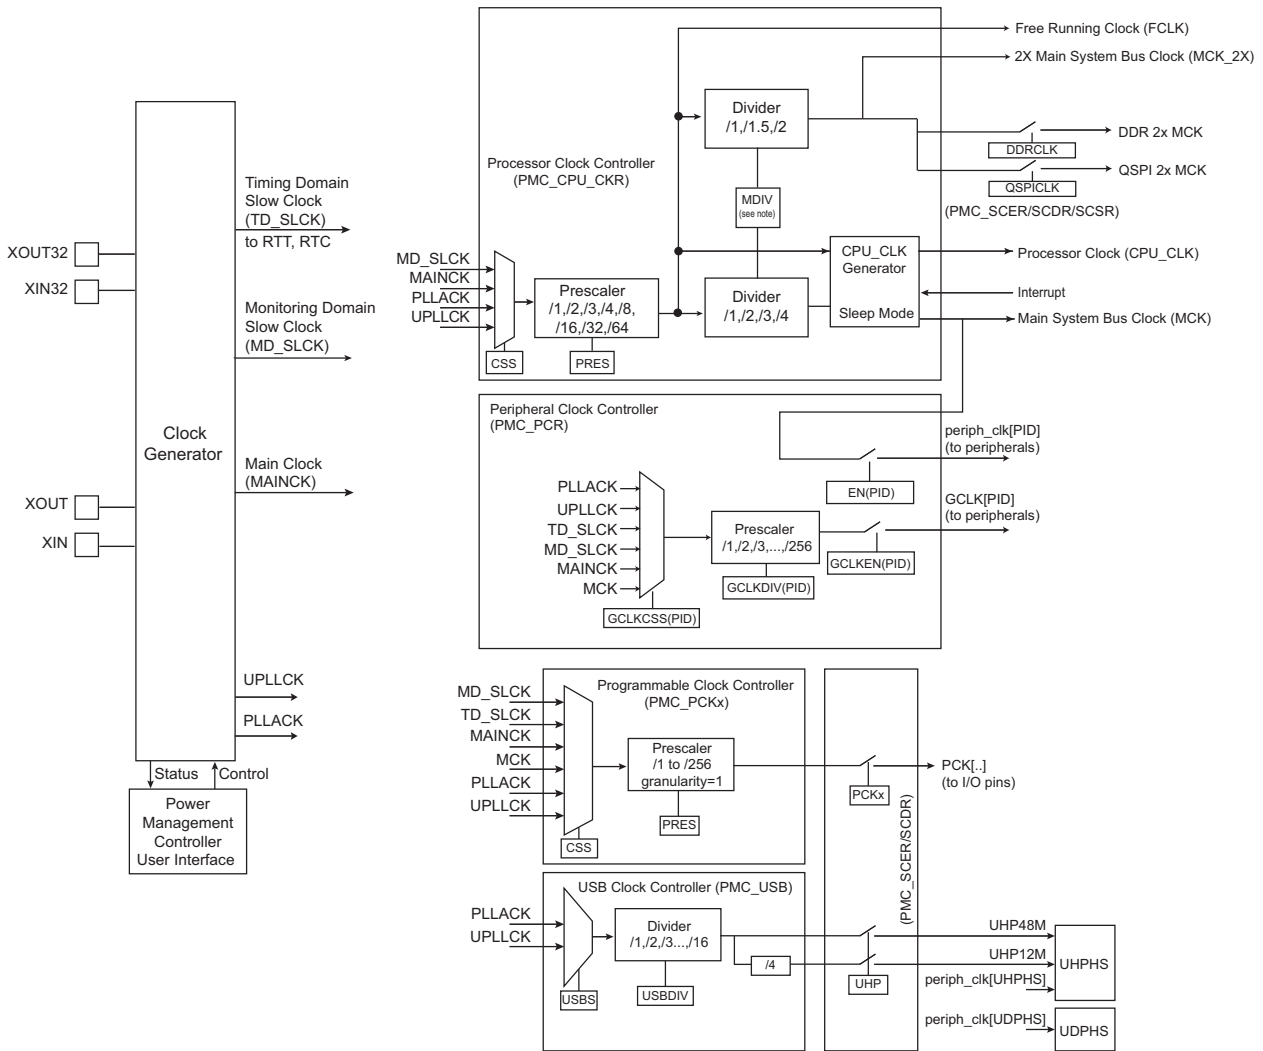 XOUT32
XIN32
XOUT
XIN
Clock
Generator
Timing Domain
Slow Clock
(TD_SLCK)
to RTT, RTC
Monitoring Domain
Slow Clock
(MD_SLCK)
Main Clock
(MAINCK)
UPLLCK
PLLACK
Status
Control
Power
Management
Controller
User Interface
Processor Clock Controller
(PMC_CPU_CKR)
MD_SLCK
MAINCK
PLLACK
UPLLCK
CSS
Prescaler
/1,/2,/3,/4,/8,
/16,/32,/64
PRES
Divider
/1,/1.5,/2
MDIV
(see note)
Divider
/1,/2,/3,/4
CPU_CLK
Generator
Sleep Mode
Free Running Clock (FCLK)
2X Main System Bus Clock (MCK_2X)
DDR 2x MCK
DDRCLK
QSPI 2x MCK
QSPICLK
(PMC_SCER/SCDR/SCSR)
Processor Clock (CPU_CLK)
Interrupt
Main System Bus Clock (MCK)
Peripheral Clock Controller
(PMC_PCR)
PLLACK
UPLLCK
TD_SLCK
MD_SLCK
MAINCK
MCK
GCLKCSS(PID)
Prescaler
/1,/2,/3,...,/256
GCLKDIV(PID)
EN(PID)
GCLKEN(PID)
periph_clk[PID]
(to peripherals)
GCLK[PID]
(to peripherals)
Programmable Clock Controller
(PMC_PCKx)
MD_SLCK
TD_SLCK
MAINCK
MCK
PLLACK
UPLLCK
CSS
Prescaler
/1 to /256
granularity=1
PRES
PCKx
PCK[..]
(to I/O pins)
(PMC_SCER/SCDR)
USB Clock Controller (PMC_USB)
PLLACK
UPLLCK
USBS
Divider
/1,/2,/3...,/16
USBDIV
/4
UHP
UHP48M
UHP12M
periph_clk[UHPHS]
UHPHS
periph_clk[UDPHS]
UDPHS